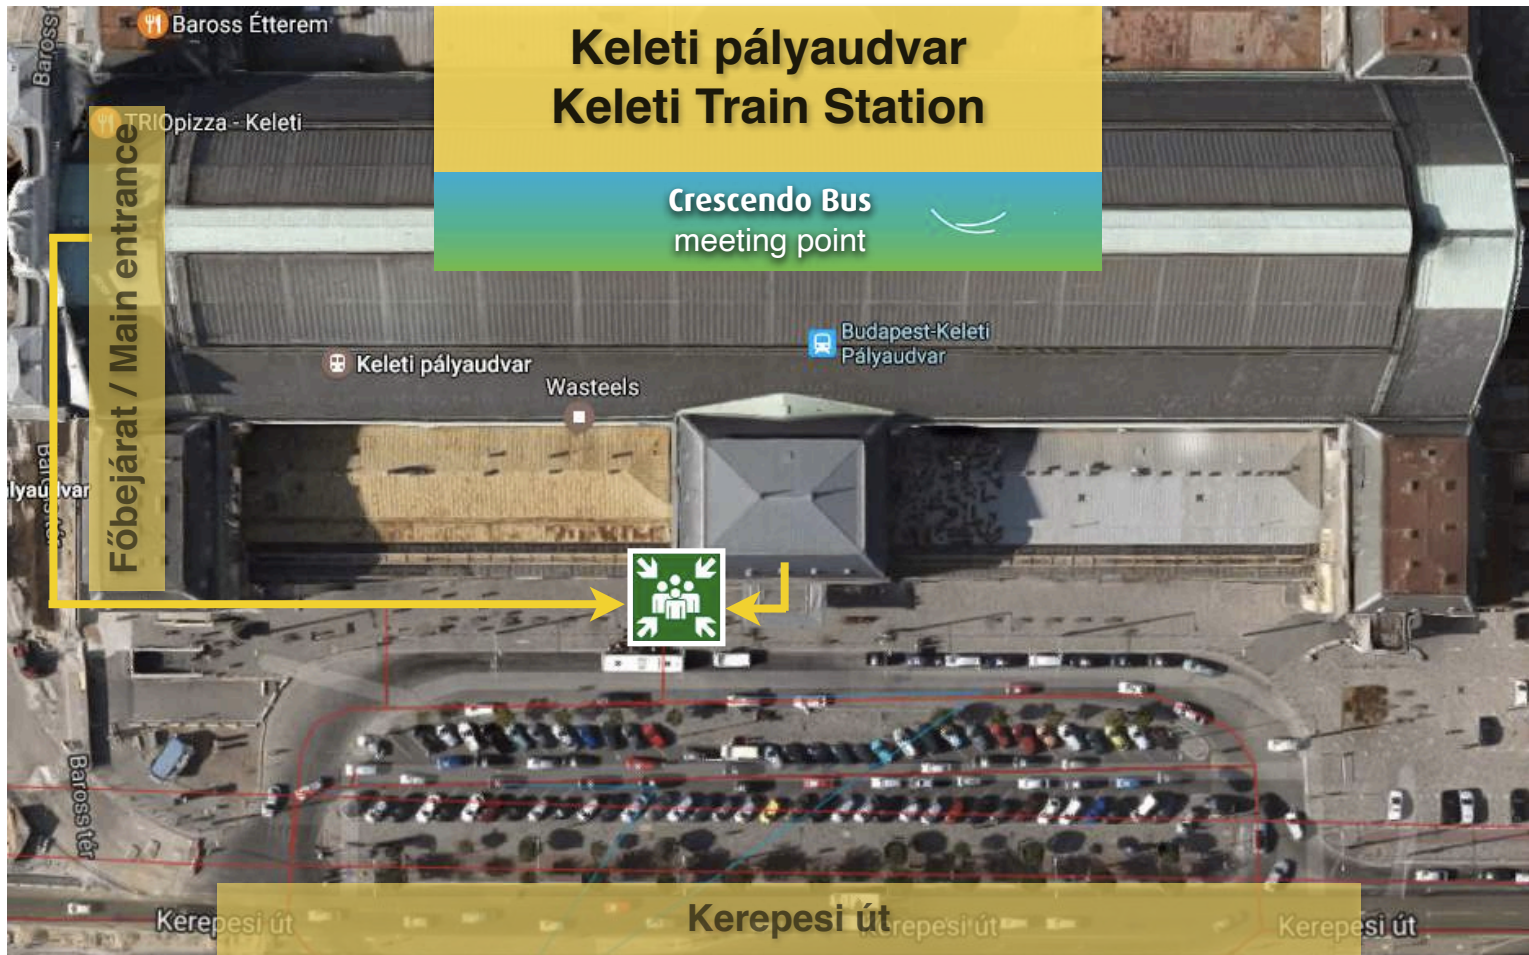 Baross Étterem
Keleti pályaudvar
Keleti Train Station
TRIOpizza - Keleti
Crescendo Bus
meeting point
Főbejárat / Main entrance
Budapest-Keleti
Pályaudvar
Keleti pályaudvar
Wasteels
lyaudvar
Baross tér
Kerepesi út
Kerepesi út
Kerepesi út
Kerepesi út